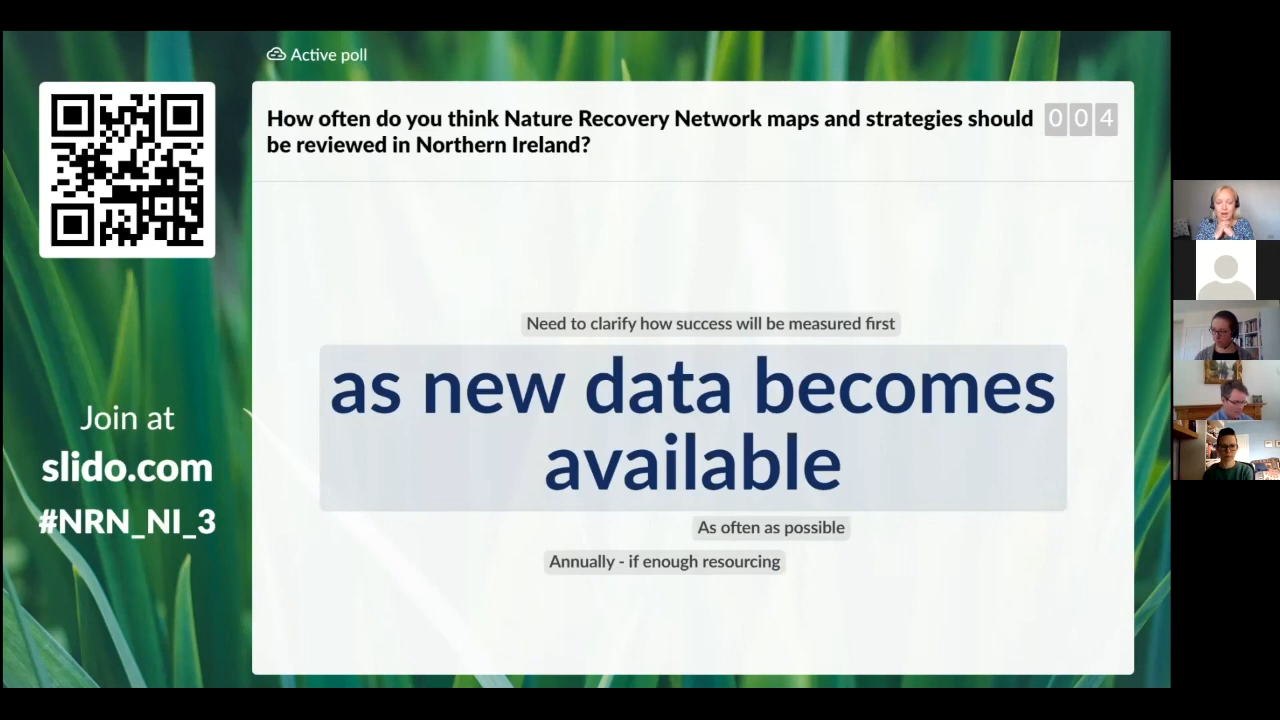 Active poll
How often do you think Nature Recovery Network maps and strategies should
be reviewed in Northern Ireland?
004
Need to clarify how success will be measured first
as new data becomes
available
As often as possible
Annually - if enough resourcing
Join at
slido.com
#NRN_NI_3